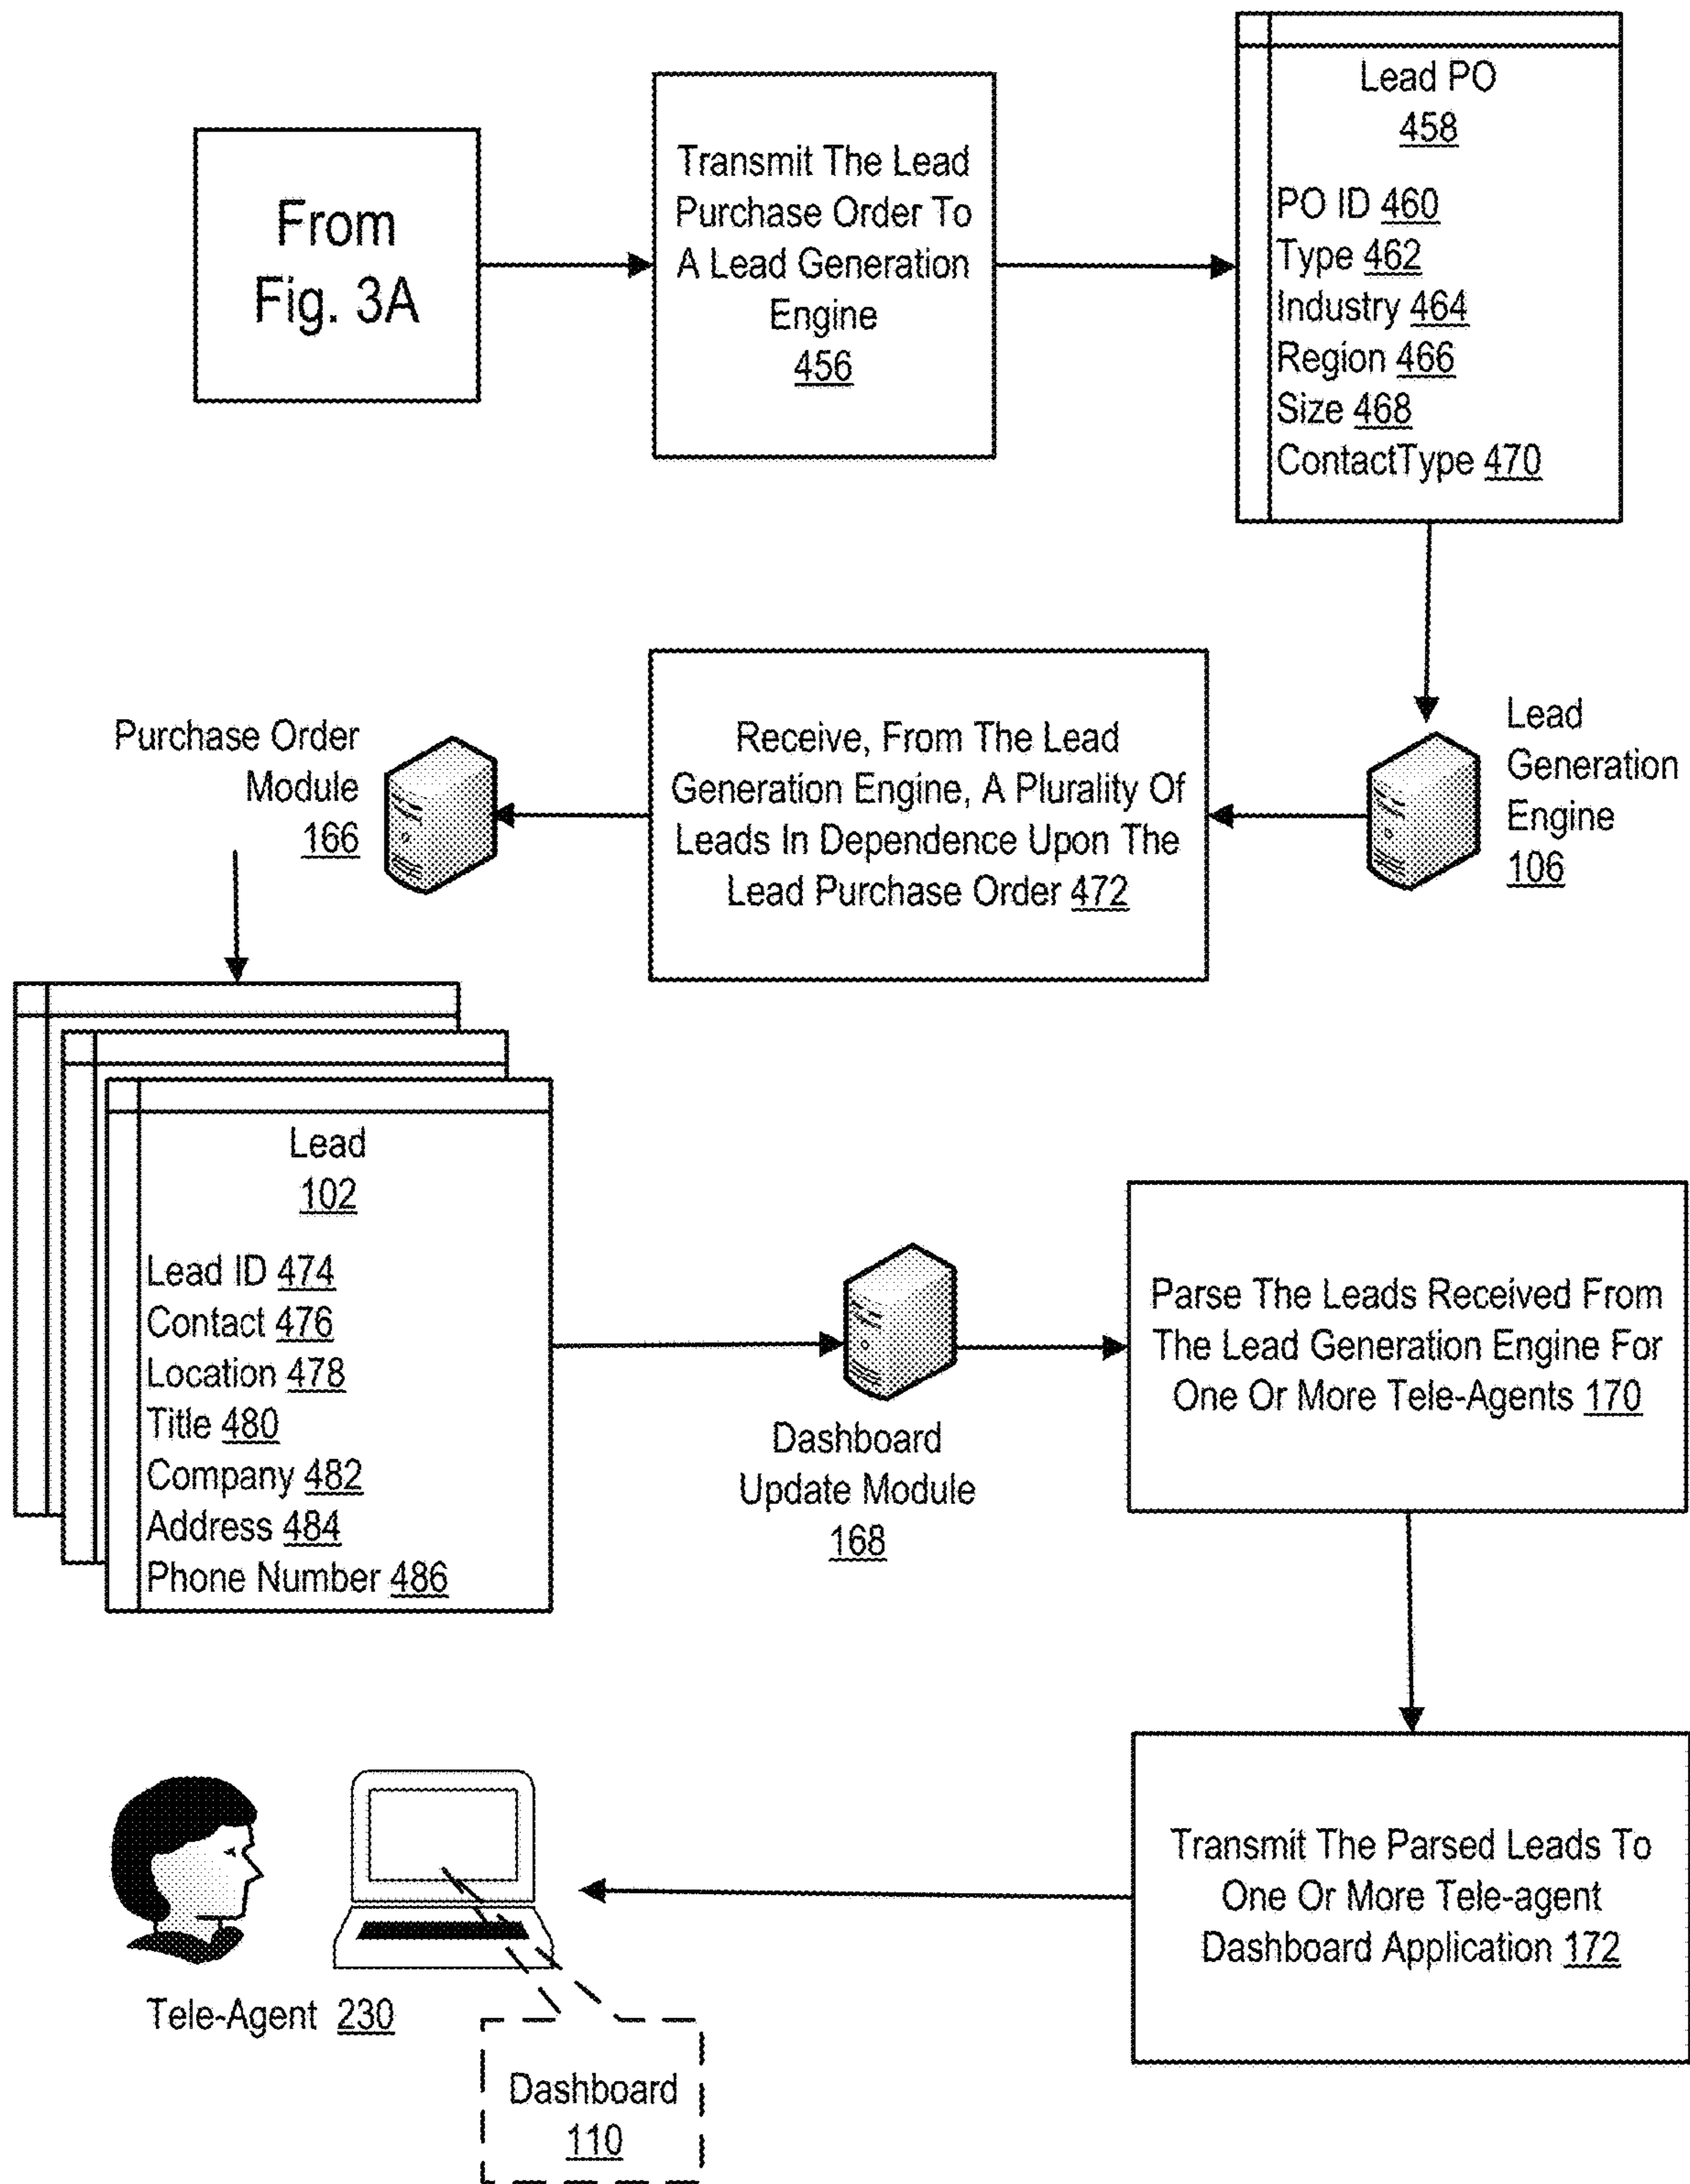 From
Fig. 3A
Transmit The Lead
Purchase Order To
A Lead Generation
Engine
456
Lead PO
458
PO ID 460
Type 462
Industry 464
Region 466
Size 468
ContactType 470
Purchase Order
Module
166
Receive, From The Lead
Generation Engine, A Plurality Of
Leads In Dependence Upon The
Lead Purchase Order 472
Lead
Generation
Engine
106
Lead
102
Lead ID 474
Contact 476
Location 478
Title 480
Company 482
Address 484
Phone Number 486
Dashboard
Update Module
168
Parse The Leads Received From
The Lead Generation Engine For
One Or More Tele-Agents 170
Transmit The Parsed Leads To
One Or More Tele-agent
Dashboard Application 172
Tele-Agent 230
Dashboard
110